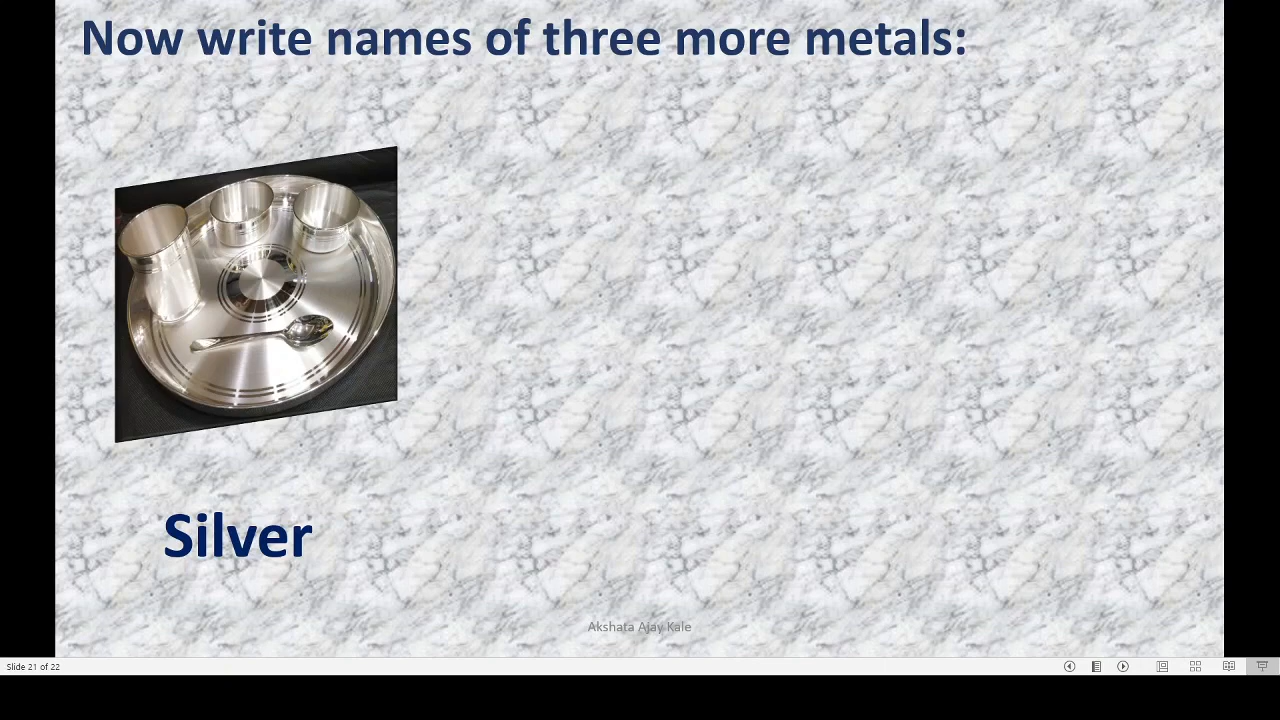 Now write names of three more metals:
Silver
Akshata Ajay Kale
Slide 21 of 22